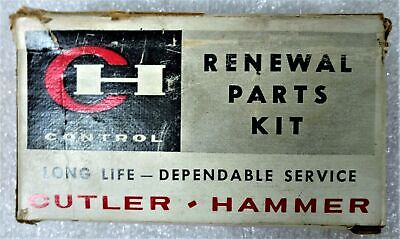 CH
CONTROL
RENEWAL
PARTS
KIT
LONG LIFE — DEPENDABLE SERVICE
CUTLER · HAMMER